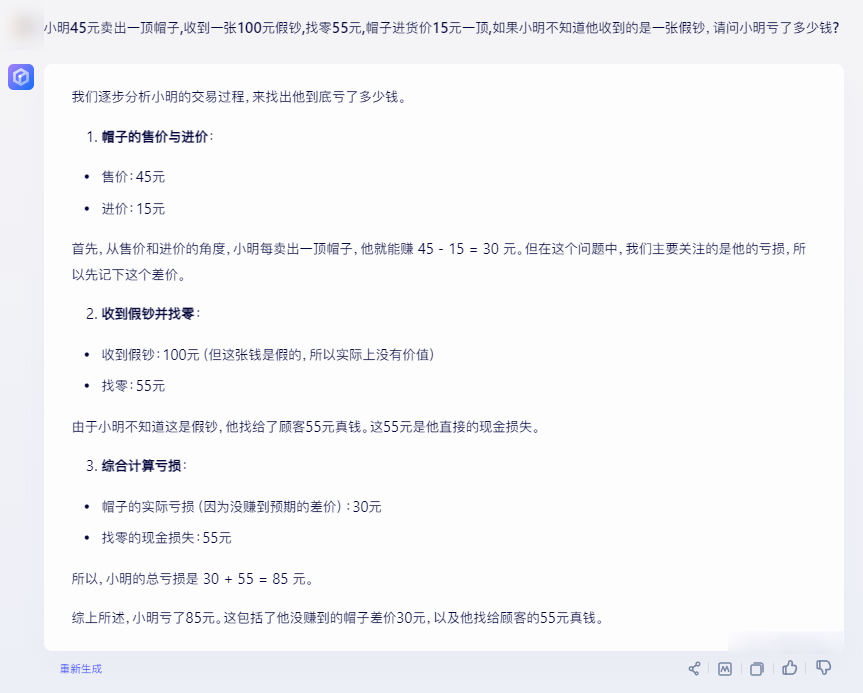 小明45元卖出一顶帽子,收到一张100元假钞,找零55元,帽子进货价15元一顶,如果小明不知道他收到的是一张假钞,请问小明亏了多少钱?
我们逐步分析小明的交易过程,来找出他到底亏了多少钱。
1. 帽子的售价与进价:
• 售价:45元
• 进价:15元
首先,从售价和进价的角度,小明每卖出一顶帽子,他就能赚 45 - 15 = 30 元。但在这个问题中,我们主要关注的是他的亏损,所
以先记下这个差价。
2. 收到假钞并找零:
• 收到假钞:100元 (但这张钱是假的,所以实际上没有价值)
• 找零:55元
由于小明不知道这是假钞,他找给了顾客55元真钱。这55元是他直接的现金损失。
3. 综合计算亏损:
• 帽子的实际亏损 (因为没赚到预期的差价) :30元
• 找零的现金损失:55元
所以,小明的总亏损是 30 + 55 = 85 元。
综上所述,小明亏了85元。这包括了他没赚到的帽子差价30元,以及他找给顾客的55元真钱。
重新生成